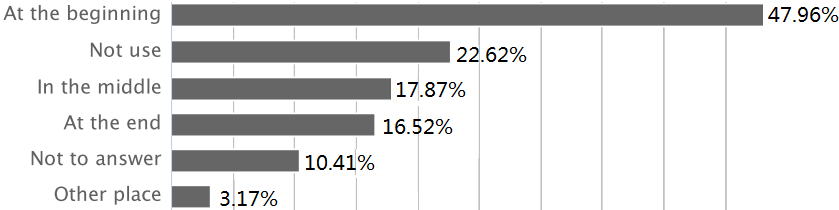 At the beginning 47.96%
Not use 22.62%
In the middle 17.87%
At the end 16.52%
Not to answer 10.41%
Other place 3.17%